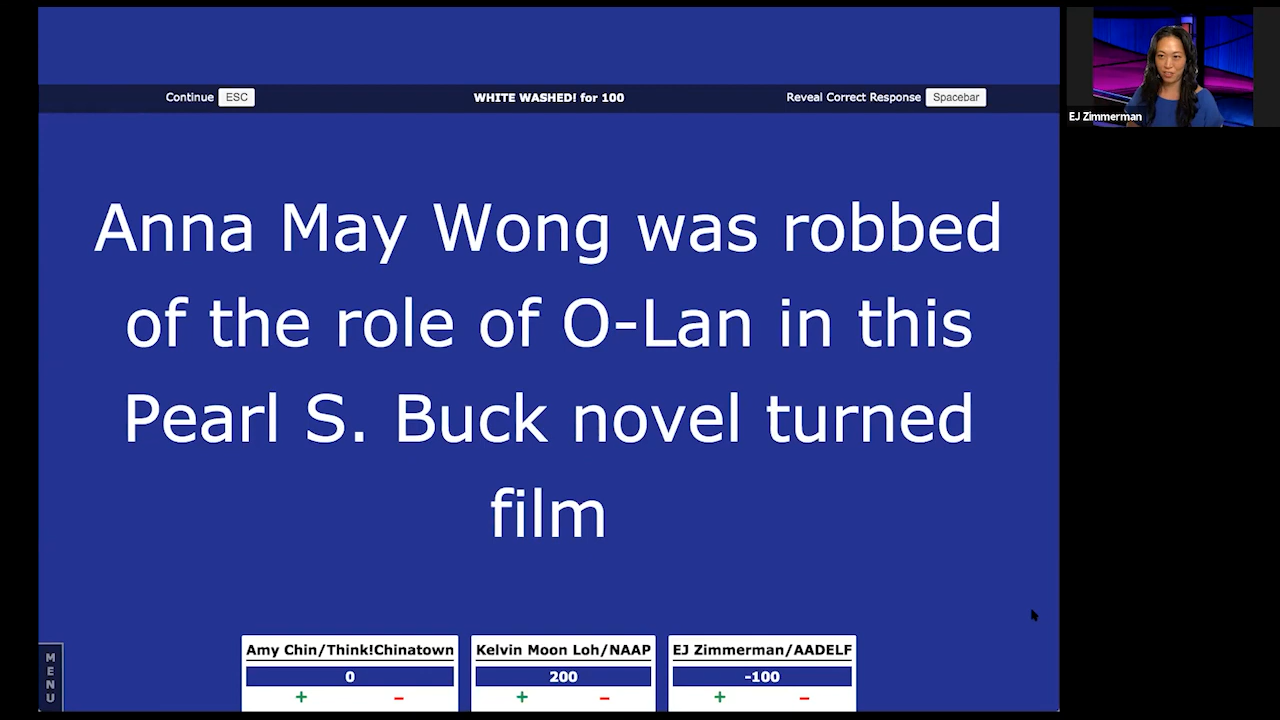 Continue ESC
WHITE WASHED! for 100
Reveal Correct Response Spacebar
EJ Zimmerman
Anna May Wong was robbed
of the role of O-Lan in this
Pearl S. Buck novel turned
film
MENU
Amy Chin/Think!Chinatown
0
+ −
Kelvin Moon Loh/NAAP
200
+ −
EJ Zimmerman/AADELF
-100
+ −